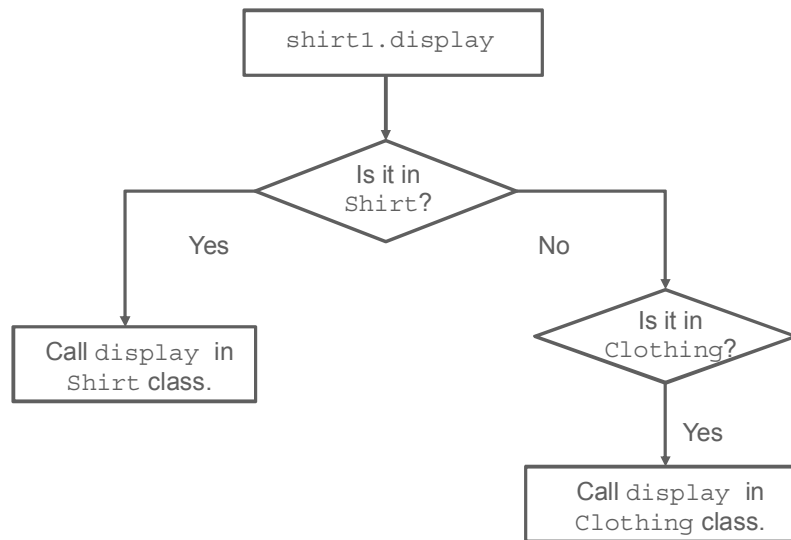 shirt1.display
Is it in
Shirt?
Yes
No
Call display in
Shirt class.
Is it in
Clothing?
Yes
Call display in
Clothing class.